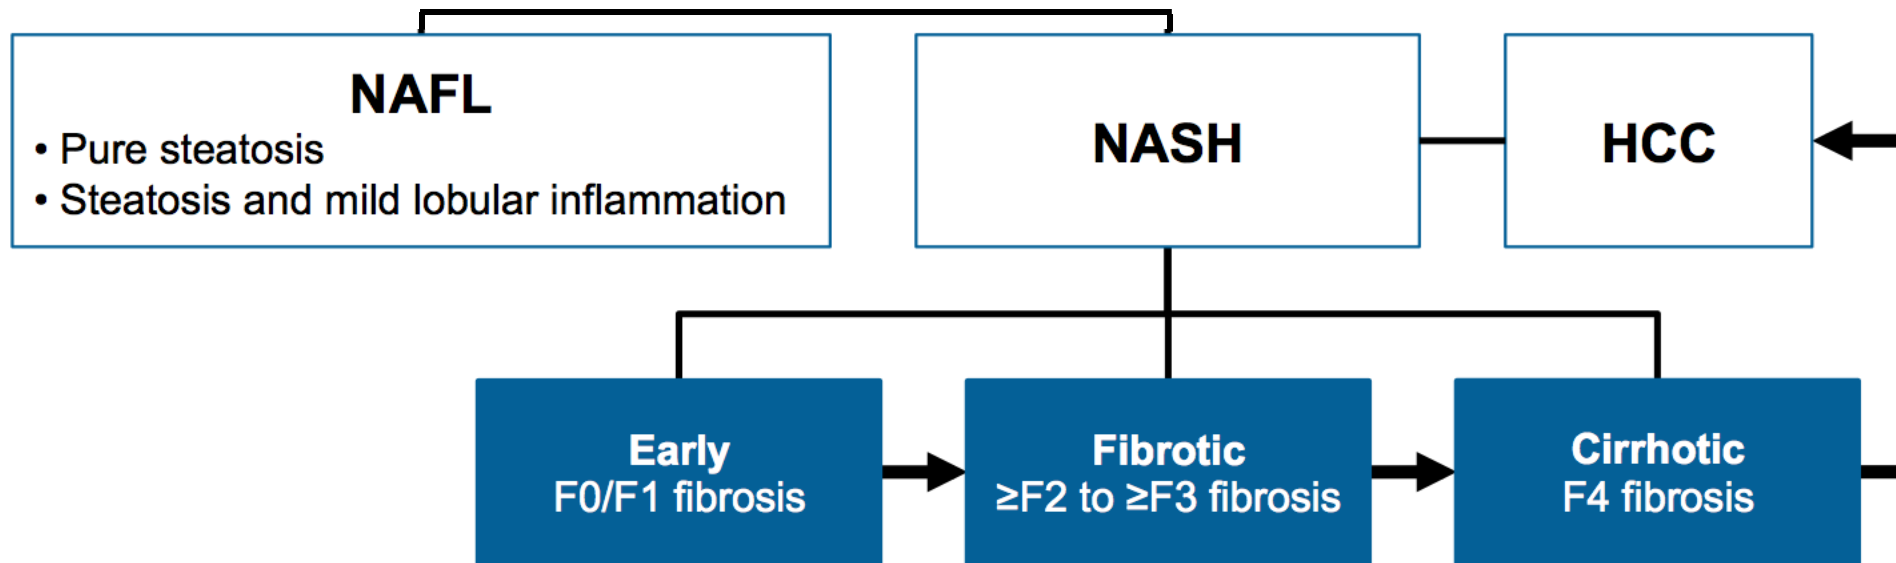 NAFL
• Pure steatosis
• Steatosis and mild lobular inflammation
NASH
HCC
Early
F0/F1 fibrosis
Fibrotic
≥F2 to ≥F3 fibrosis
Cirrhotic
F4 fibrosis